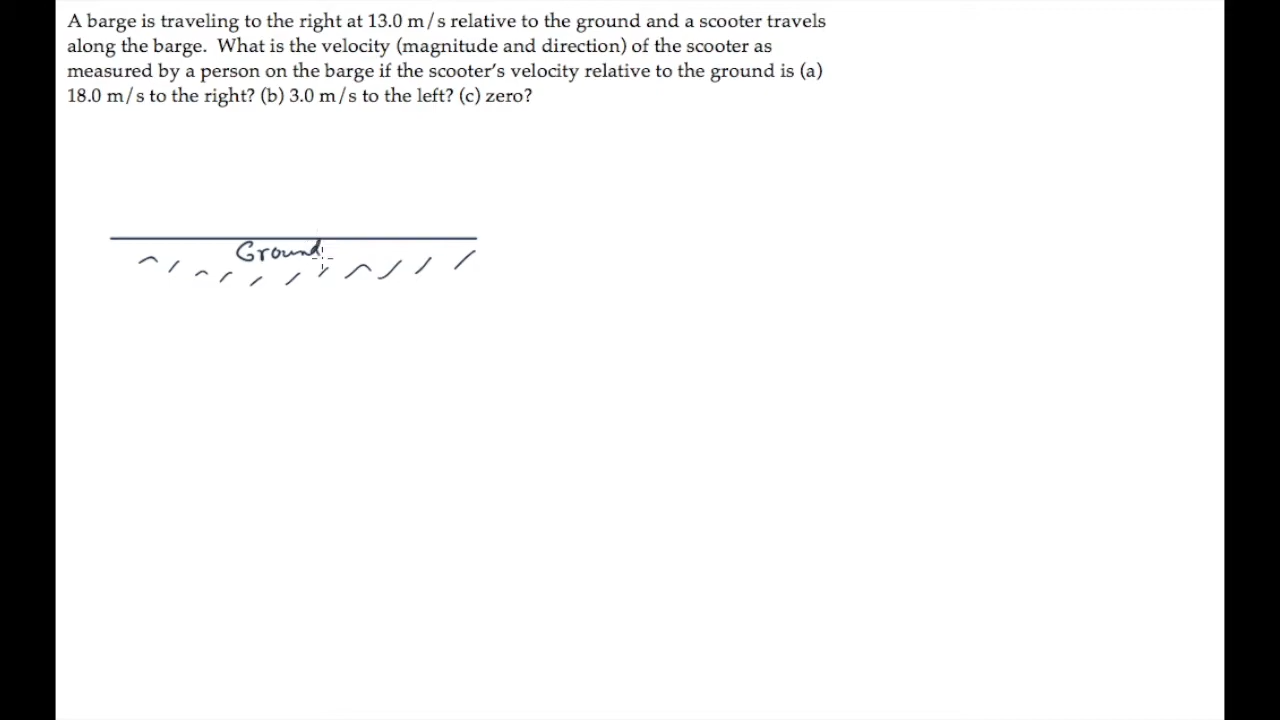 A barge is traveling to the right at 13.0 m/s relative to the ground and a scooter travels
along the barge.  What is the velocity (magnitude and direction) of the scooter as
measured by a person on the barge if the scooter’s velocity relative to the ground is (a)
18.0 m/s to the right? (b) 3.0 m/s to the left? (c) zero?
Ground